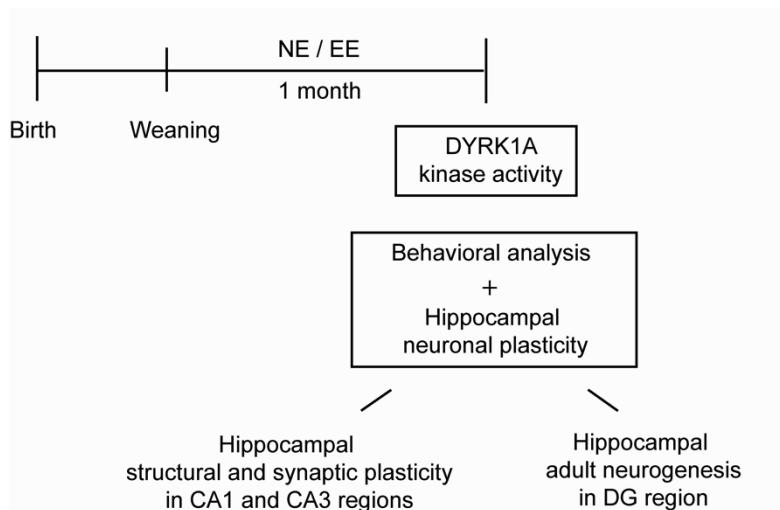 NE / EE
1 month
Birth
Weaning
DYRK1A
kinase activity
Behavioral analysis
+
Hippocampal
neuronal plasticity
Hippocampal
structural and synaptic plasticity
in CA1 and CA3 regions
Hippocampal
adult neurogenesis
in DG region